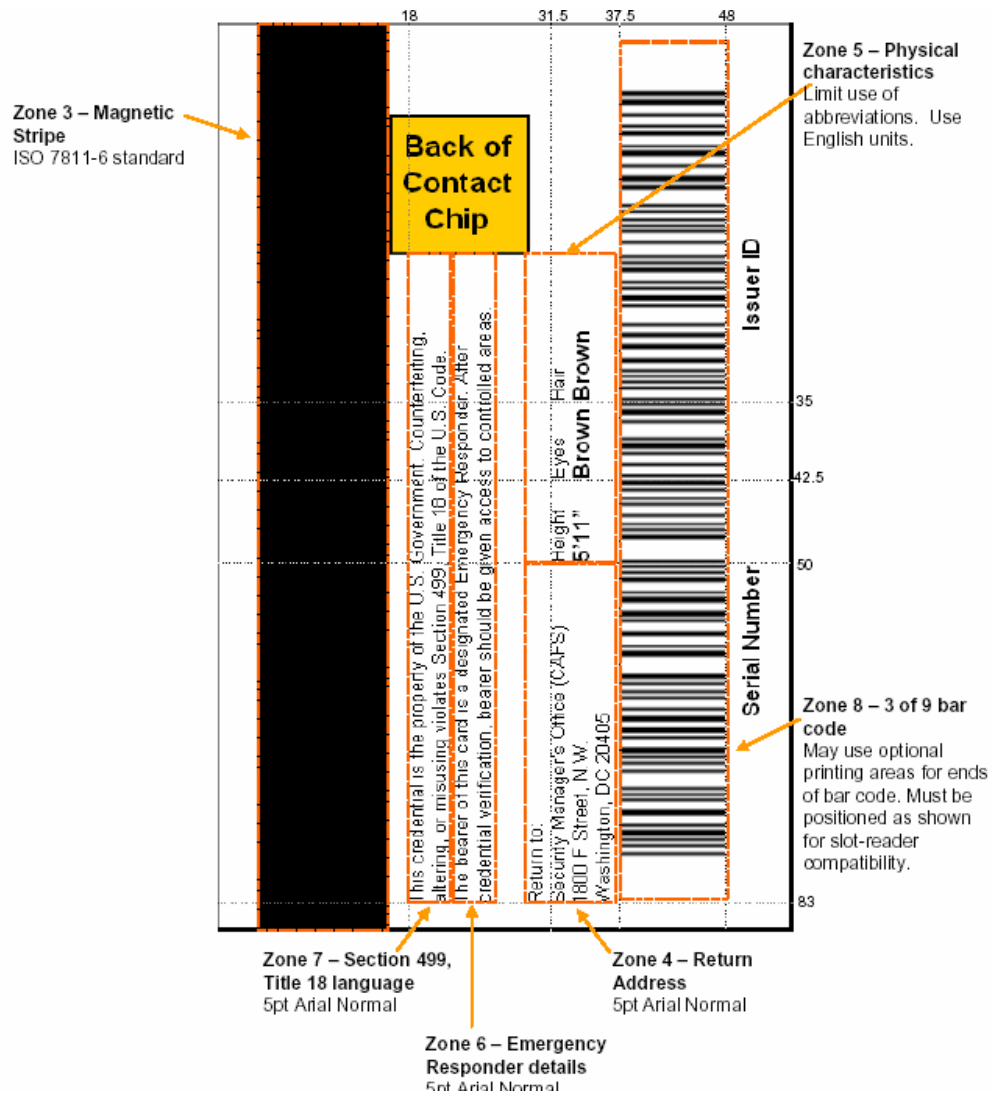 18
31.5
37.5
48
Zone 5 – Physical
characteristics
Limit use of
abbreviations. Use
English units.
Zone 3 – Magnetic
Stripe
ISO 7811-6 standard
Back of
Contact
Chip
Issuer ID
Serial Number
35
42.5
50
83
This credential is the property of the U.S. Government. Counterfeiting,
altering, or misusing violates Section 499, Title 18 of the U.S. Code.
The bearer of this card is a designated Emergency Responder. After
credential verification, bearer should be given access to controlled areas.
Height Eyes Hair
5'11" Brown Brown
Return to:
Security Manager's Office (CAFS)
1800 F Street, N.W.
Washington, DC 20405
Zone 8 – 3 of 9 bar
code
May use optional
printing areas for ends
of bar code. Must be
positioned as shown
for slot-reader
compatibility.
Zone 7 – Section 499,
Title 18 language
5pt Arial Normal
Zone 4 – Return
Address
5pt Arial Normal
Zone 6 – Emergency
Responder details
5pt Arial Normal